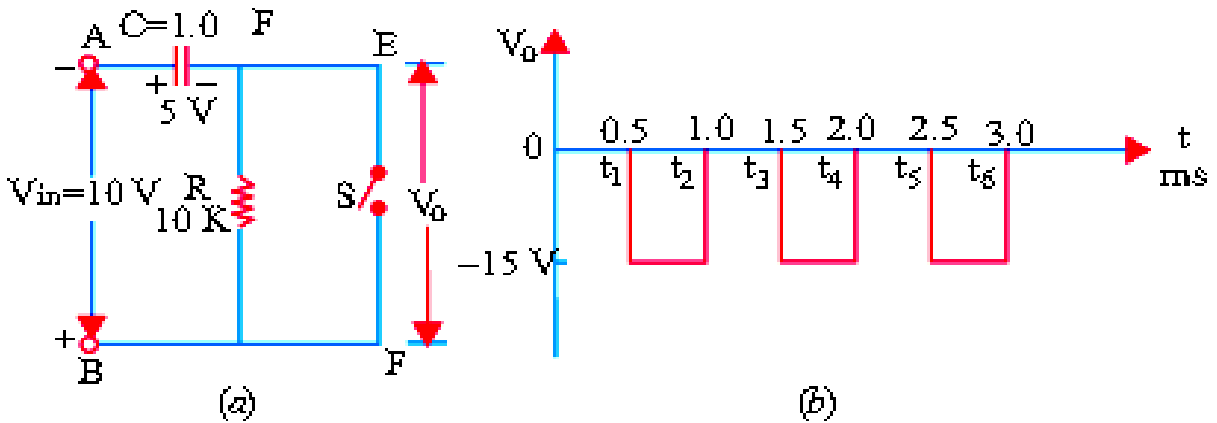 C=1.0 F
A
E
– + –
5 V
Vin=10 V
R
10 K
S
V₀
+
B
F
(a)
V₀
0
0.5 1.0 1.5 2.0 2.5 3.0
t₁ t₂ t₃ t₄ t₅ t₆
t
ms
–15 V
(b)